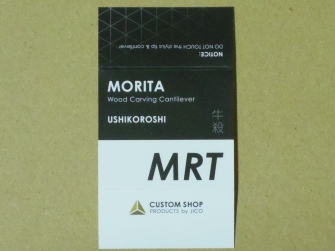 NOTICE:
DO NOT TOUCH the stylus tip & cantilever
MORITA
Wood Carving Cantilever
USHIKOROSHI
牛殺
MRT
CUSTOM SHOP
PRODUCTS by JICO